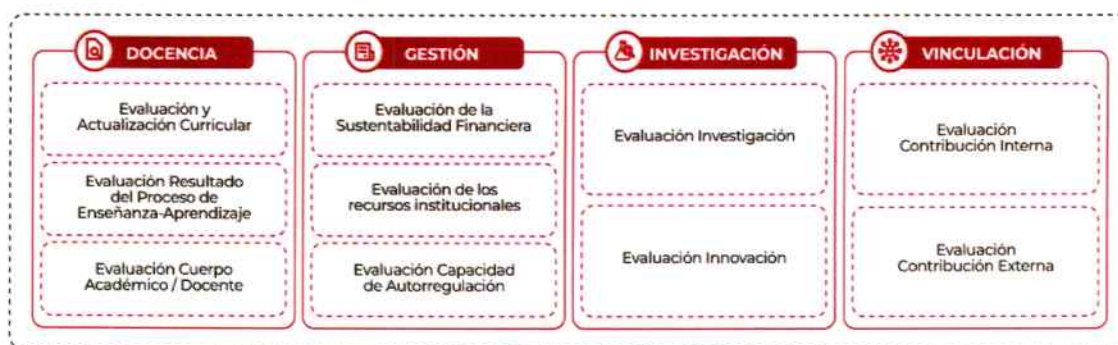 DOCENCIA
Evaluación y
Actualización Curricular
Evaluación Resultado
del Proceso de
Enseñanza-Aprendizaje
Evaluación Cuerpo
Académico / Docente
GESTIÓN
Evaluación de la
Sustentabilidad Financiera
Evaluación de los
recursos institucionales
Evaluación Capacidad
de Autorregulación
INVESTIGACIÓN
Evaluación Investigación
Evaluación Innovación
VINCULACIÓN
Evaluación
Contribución Interna
Evaluación
Contribución Externa